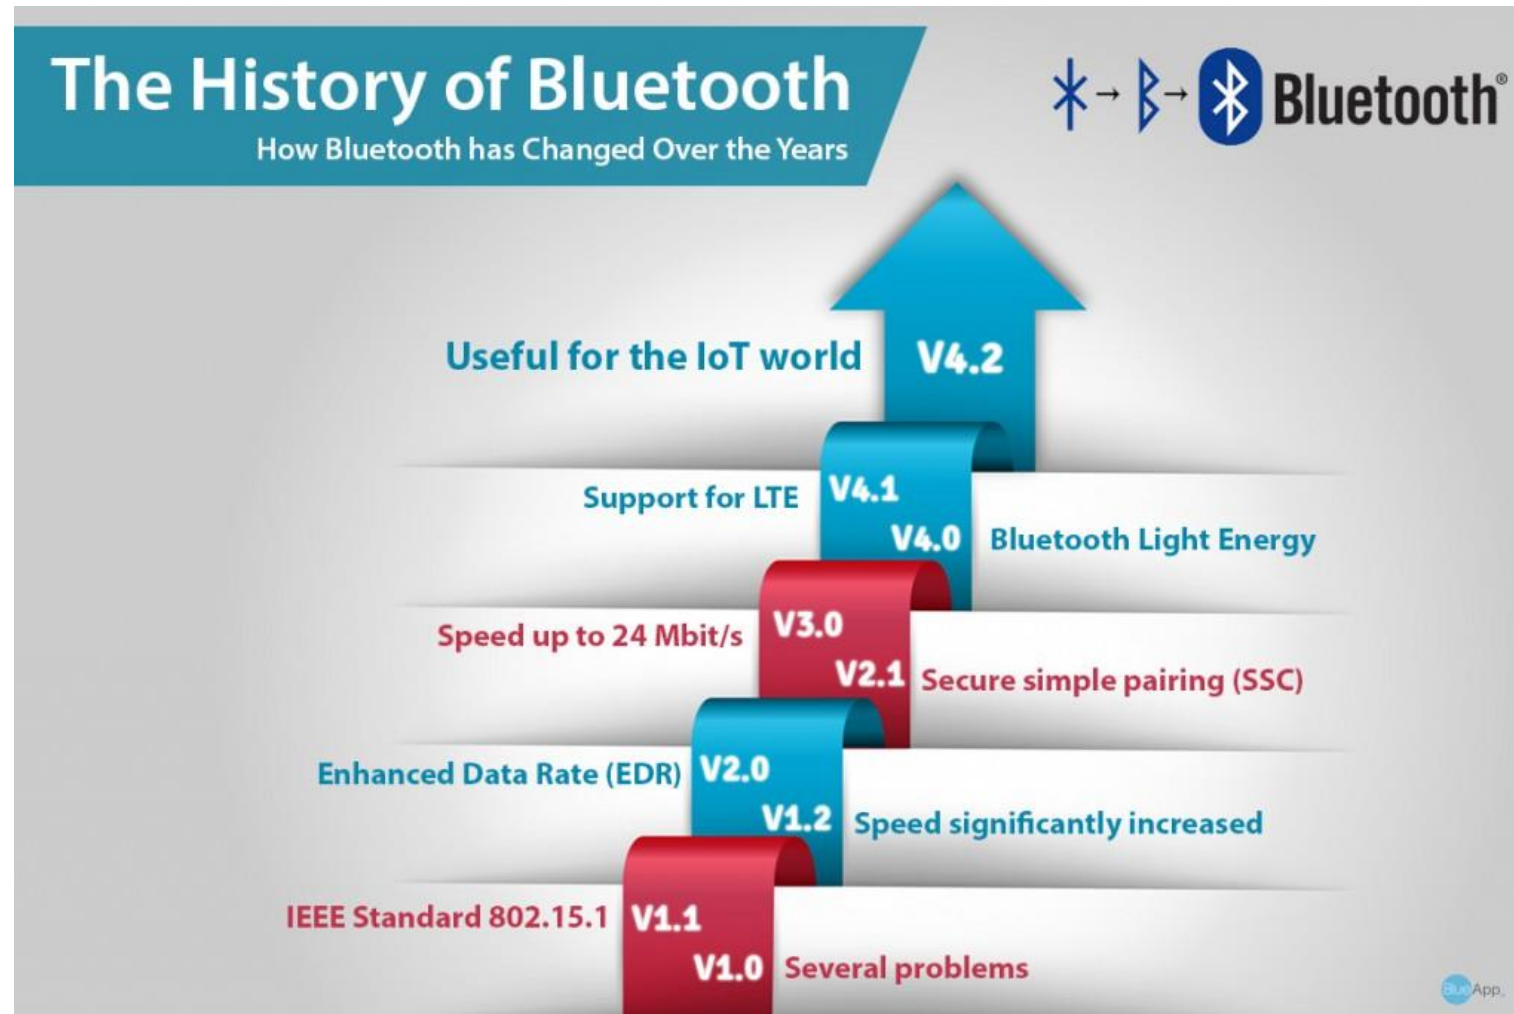 The History of Bluetooth
How Bluetooth has Changed Over the Years
Bluetooth®
Useful for the IoT world
V4.2
Support for LTE
V4.1
V4.0
Bluetooth Light Energy
Speed up to 24 Mbit/s
V3.0
V2.1
Secure simple pairing (SSC)
Enhanced Data Rate (EDR)
V2.0
V1.2
Speed significantly increased
IEEE Standard 802.15.1
V1.1
V1.0
Several problems
BlueApp